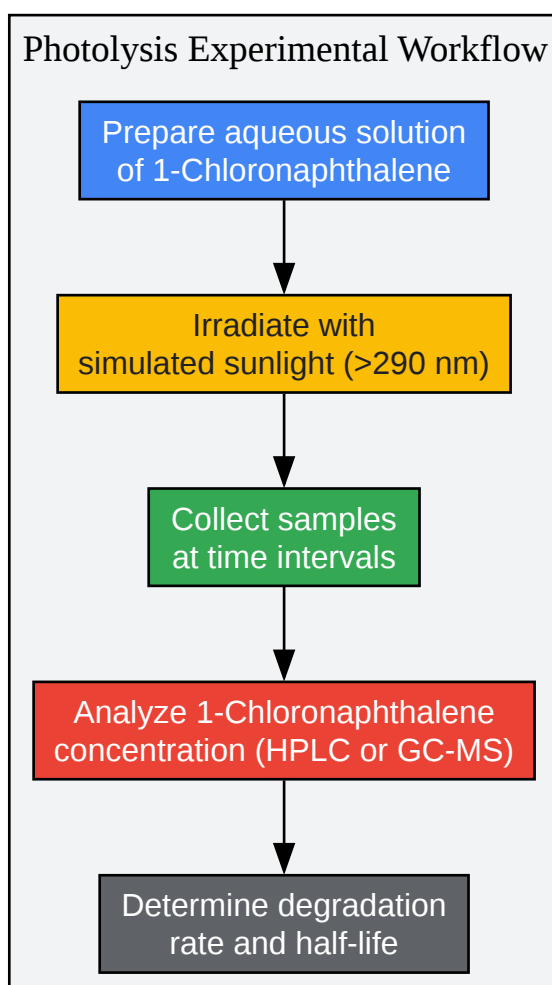 Photolysis Experimental Workflow
Prepare aqueous solution
of 1-Chloronaphthalene
Irradiate with
simulated sunlight (>290 nm)
Collect samples
at time intervals
Analyze 1-Chloronaphthalene
concentration (HPLC or GC-MS)
Determine degradation
rate and half-life